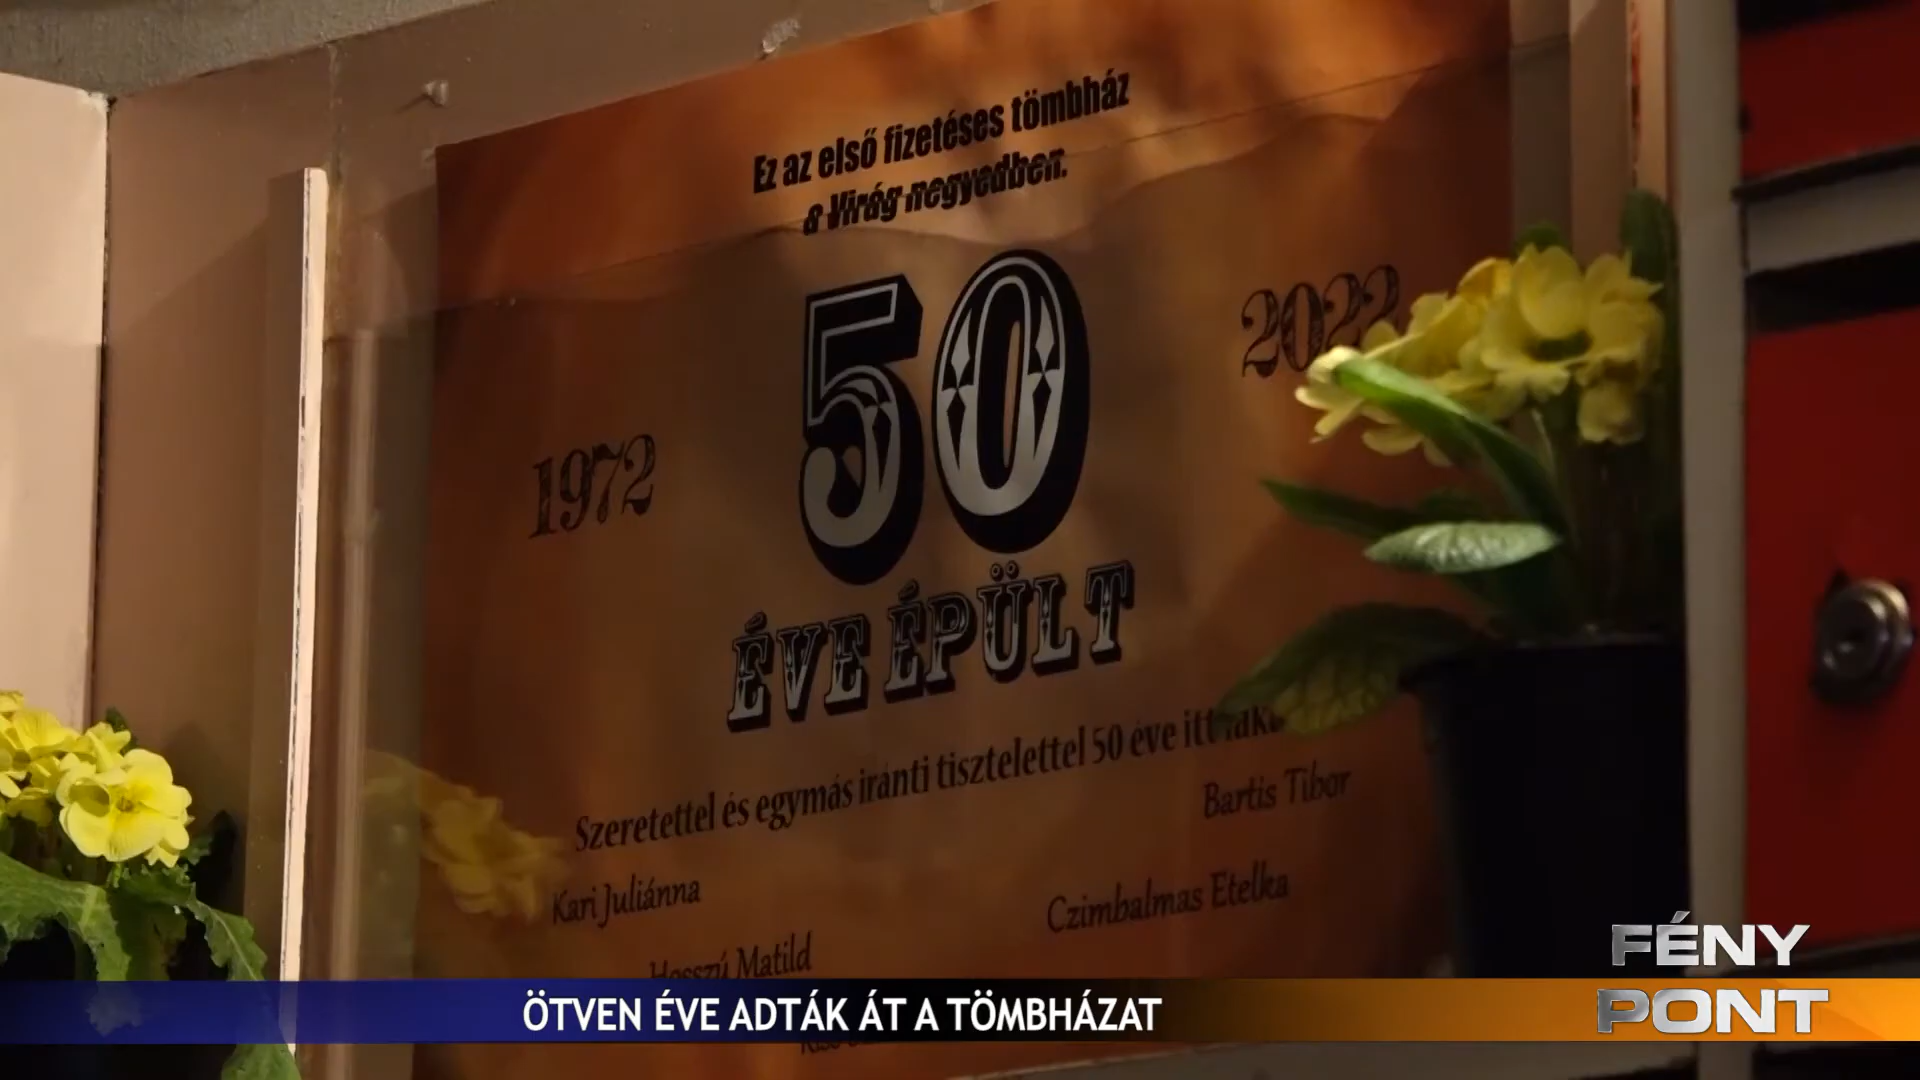 Ez az első fizetéses tömbház
a Virág negyedben.
50
1972
2022
ÉVE ÉPÜLT
Szeretettel és egymás iránti tisztelettel 50 éve itt
Bartis Tibor
Kari Juliánna
Czimbalmas Etelka
Hosszú Matild
ÖTVEN ÉVE ADTÁK ÁT A TÖMBHÁZAT
FÉNY
PONT